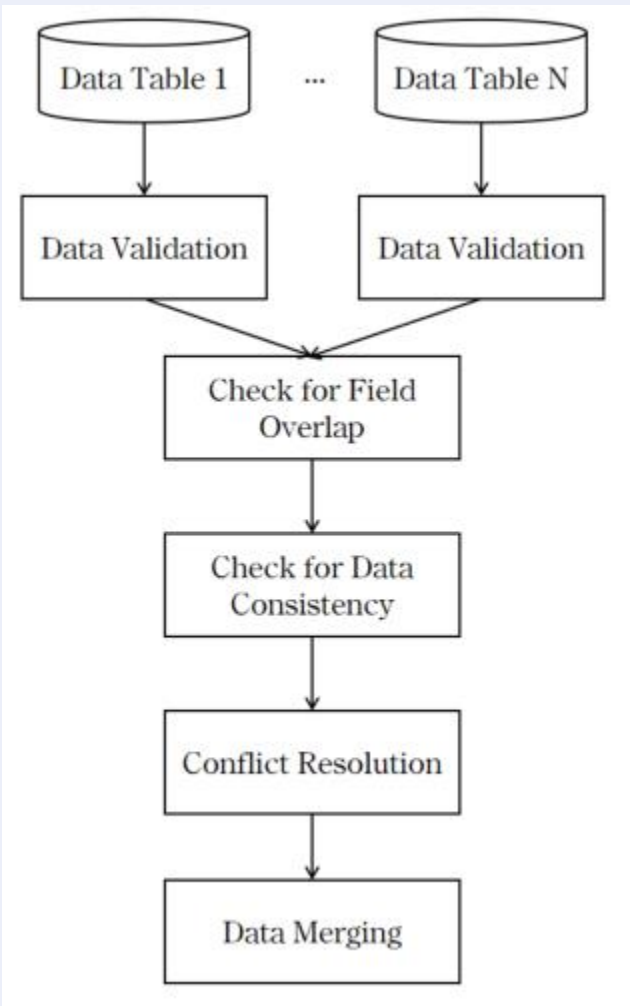 Data Table 1
...
Data Table N
Data Validation
Data Validation
Check for Field
Overlap
Check for Data
Consistency
Conflict Resolution
Data Merging